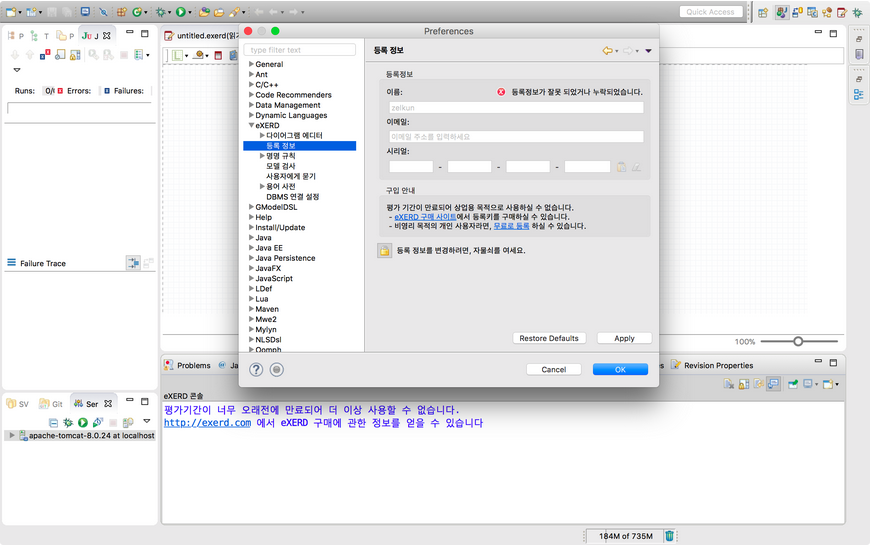 Quick Access
P
T
P
J
Runs:
Errors:
Failures:
Failure Trace
SV
Git
Ser
apache-tomcat-8.0.24 at localhost
untitled.exerd(읽기
Preferences
type filter text
General
Ant
C/C++
Code Recommenders
Data Management
Dynamic Languages
eXERD
다이어그램 에디터
등록 정보
명명 규칙
모델 검사
사용자에게 묻기
용어 사전
DBMS 연결 설정
GModelDSL
Help
Install/Update
Java
Java EE
Java Persistence
JavaFX
JavaScript
LDef
Lua
Maven
Mwe2
Mylyn
NLSDsl
Oomph
등록 정보
등록정보
이름:
등록정보가 잘못 되었거나 누락되었습니다.
zelkun
이메일:
이메일 주소를 입력하세요
시리얼:
- - -
구입 안내
평가 기간이 만료되어 상업용 목적으로 사용하실 수 없습니다.
- eXERD 구매 사이트에서 등록키를 구매하실 수 있습니다.
- 비영리 목적의 개인 사용자라면, 무료로 등록 하실 수 있습니다.
등록 정보를 변경하려면, 자물쇠를 여세요.
Restore Defaults
Apply
Cancel
OK
100%
Problems
Ja
Revision Properties
eXERD 콘솔
평가기간이 너무 오래전에 만료되어 더 이상 사용할 수 없습니다.
http://exerd.com 에서 eXERD 구매에 관한 정보를 얻을 수 있습니다
184M of 735M